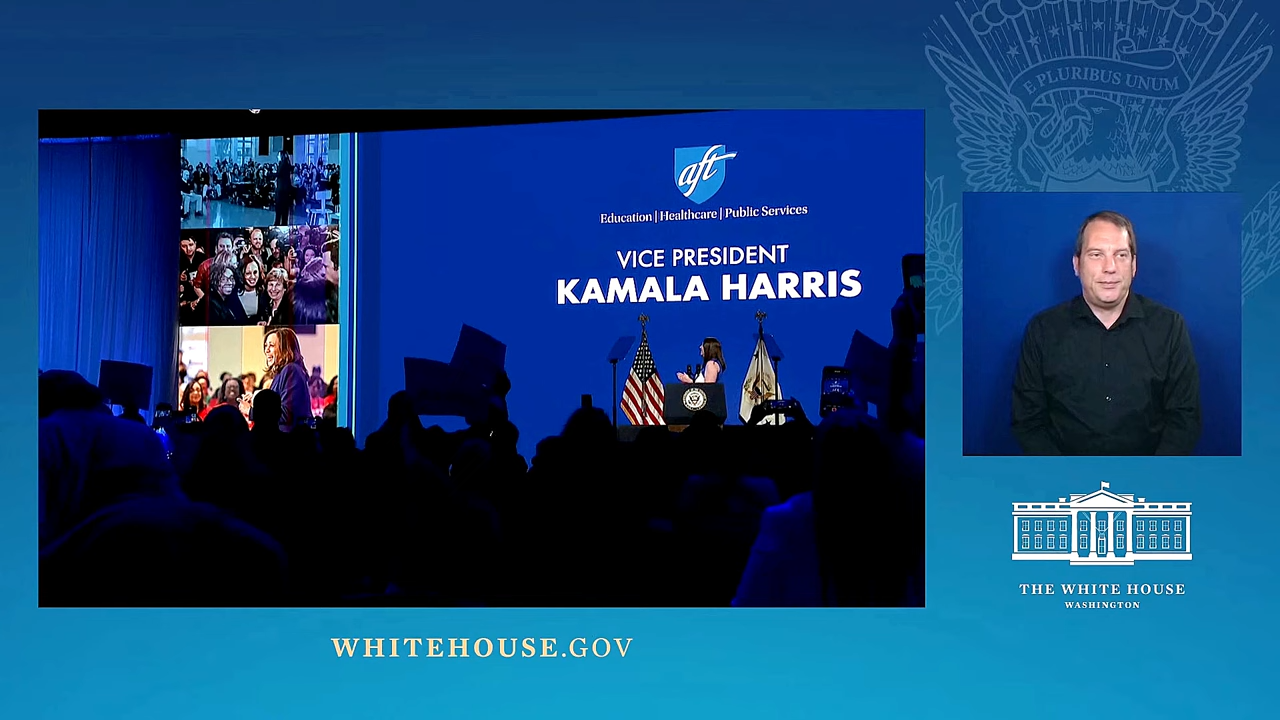 E PLURIBUS UNUM
aft
Education | Healthcare | Public Services
VICE PRESIDENT
KAMALA HARRIS
THE WHITE HOUSE
WASHINGTON
WHITEHOUSE.GOV